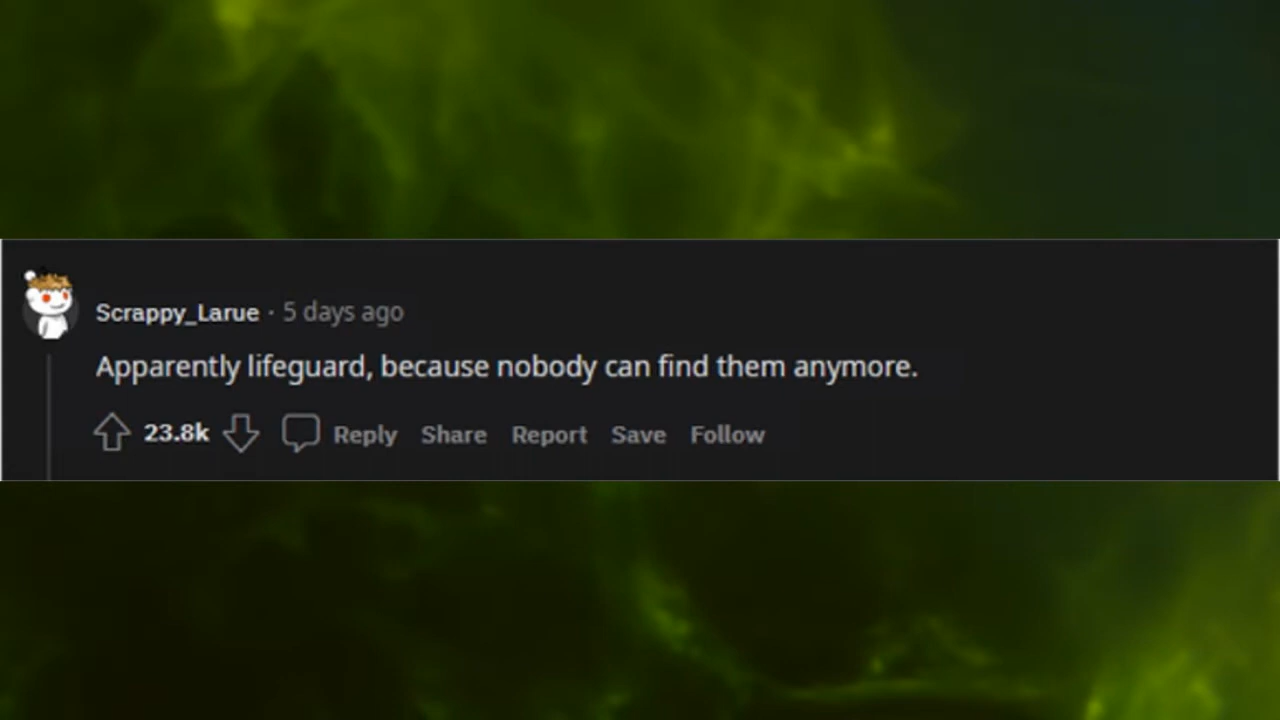 Scrappy_Larue · 5 days ago
Apparently lifeguard, because nobody can find them anymore.
23.8k Reply Share Report Save Follow